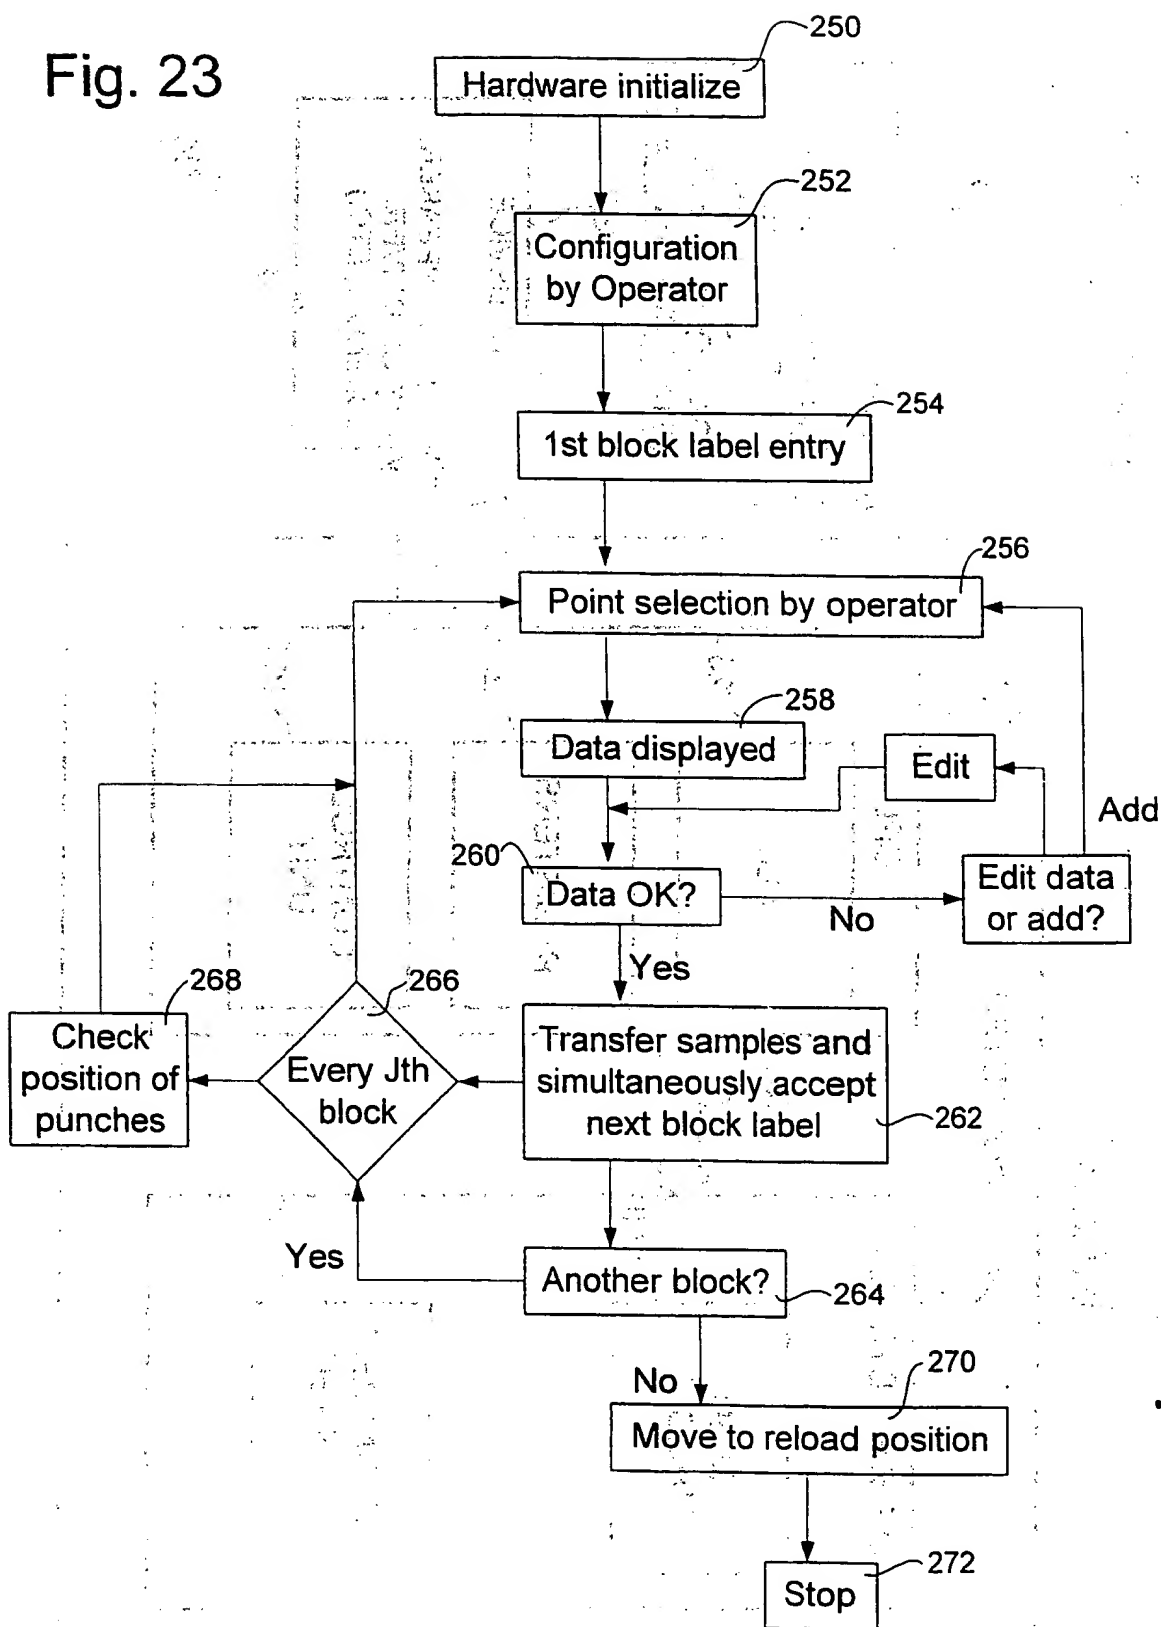 Fig. 23
250
Hardware initialize
252
Configuration
by Operator
254
1st block label entry
256
Point selection by operator
258
Data displayed
Edit
Add
260
Data OK?
No
Edit data
or add?
Yes
268
266
Check
position of
punches
Every Jth
block
Transfer samples and
simultaneously accept
next block label
262
Yes
Another block?
264
No
270
Move to reload position
272
Stop